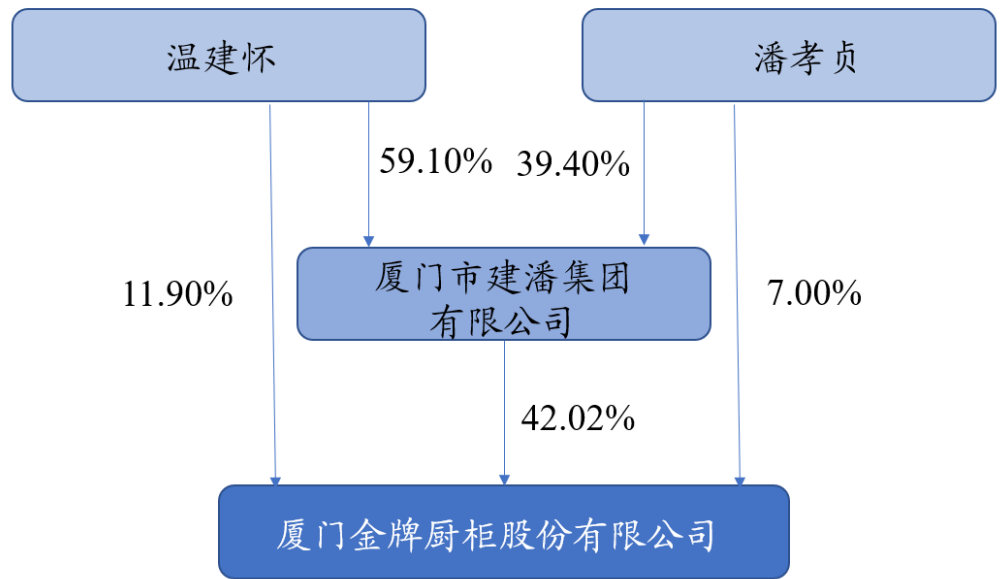 温建怀
潘孝贞
59.10%
39.40%
厦门市建潘集团
有限公司
11.90%
7.00%
42.02%
厦门金牌厨柜股份有限公司